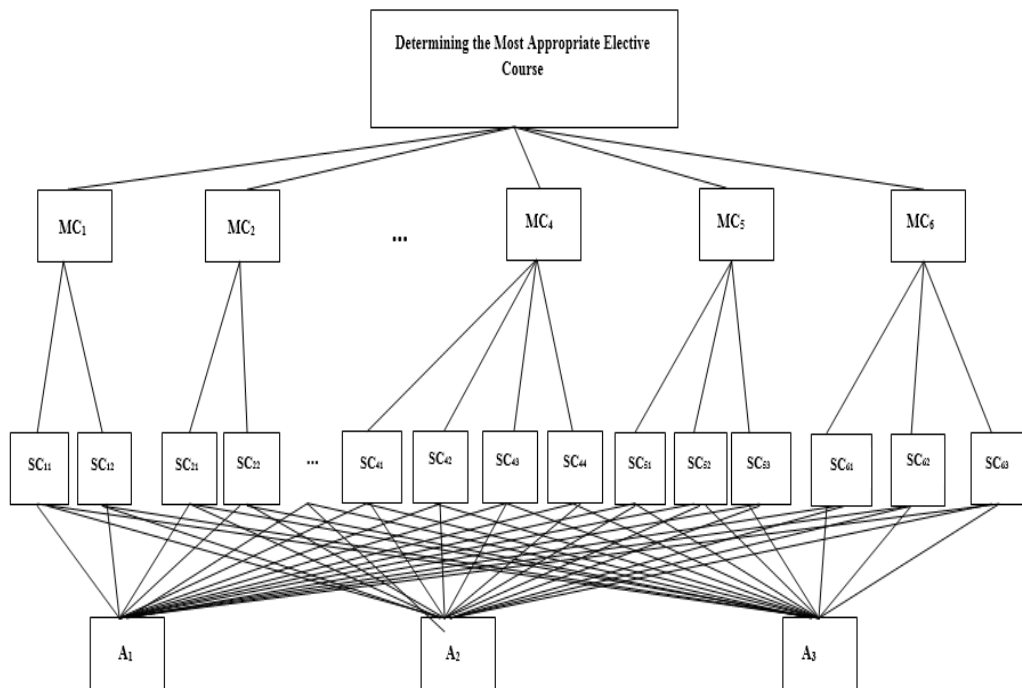 Determining the Most Appropriate Elective
Course
MC₁ MC₂ ... MC₄ MC₅ MC₆
SC₁₁ SC₁₂ SC₂₁ SC₂₂ ... SC₄₁ SC₄₂ SC₄₃ SC₄₄ SC₅₁ SC₅₂ SC₅₃ SC₆₁ SC₆₂ SC₆₃
A₁ A₂ A₃